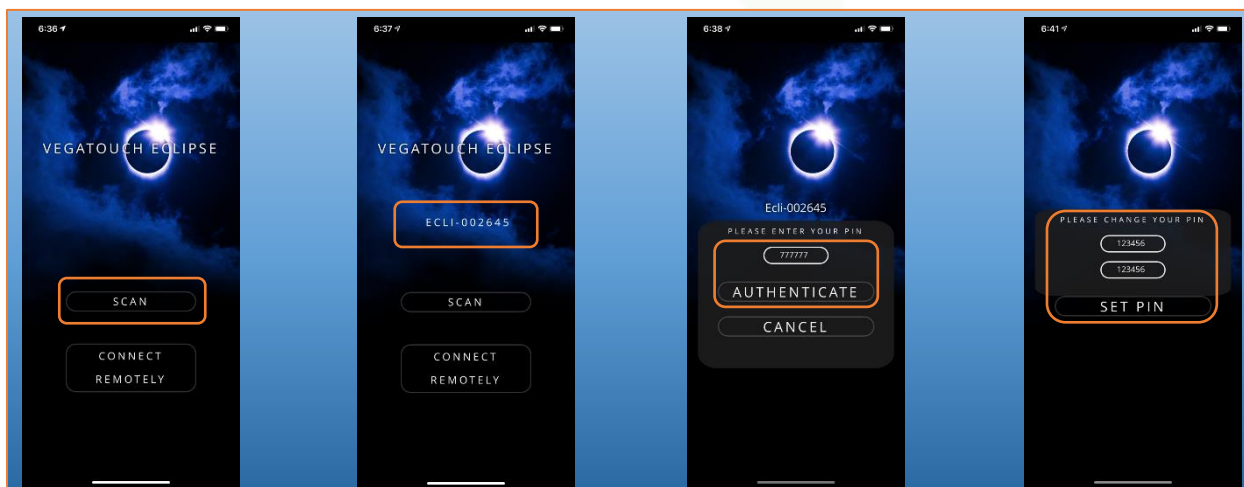 6:36
VEGATOUCH ECLIPSE
SCAN
CONNECT
REMOTELY
6:37
VEGATOUCH ECLIPSE
ECLI-002645
SCAN
CONNECT
REMOTELY
6:38
Ecli-002645
PLEASE ENTER YOUR PIN
777777
AUTHENTICATE
CANCEL
6:41
PLEASE CHANGE YOUR PIN
123456
123456
SET PIN